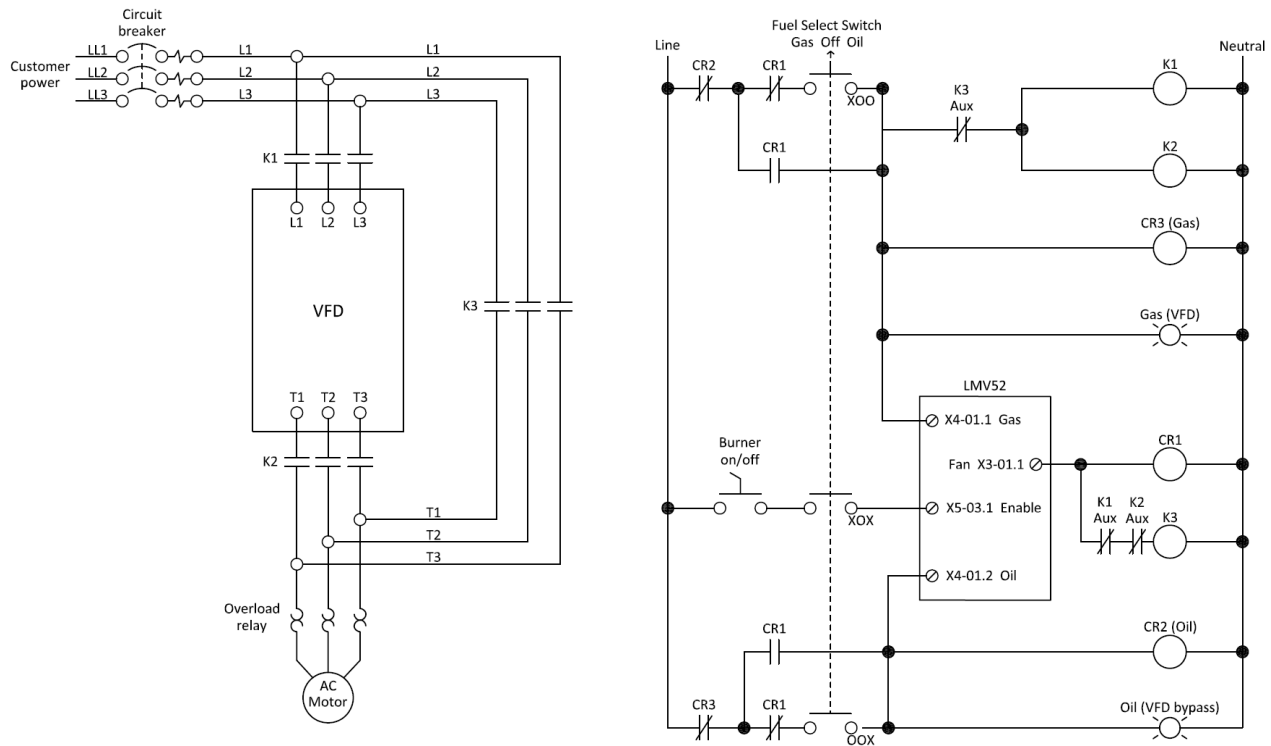 Circuit
breaker
Customer
power
LL1
LL2
LL3
L1
L2
L3
L1
L2
L3
K1
L1 L2 L3
VFD
K3
T1 T2 T3
K2
T1
T2
T3
Overload
relay
AC
Motor
Fuel Select Switch
Gas Off Oil
Line
Neutral
CR2
CR1
XOO
K3
Aux
K1
CR1
K2
CR3 (Gas)
Gas (VFD)
LMV52
X4-01.1 Gas
Burner
on/off
Fan X3-01.1
CR1
XOX
X5-03.1 Enable
K1
Aux
K2
Aux
K3
X4-01.2 Oil
CR1
CR2 (Oil)
CR3
CR1
OOX
Oil (VFD bypass)